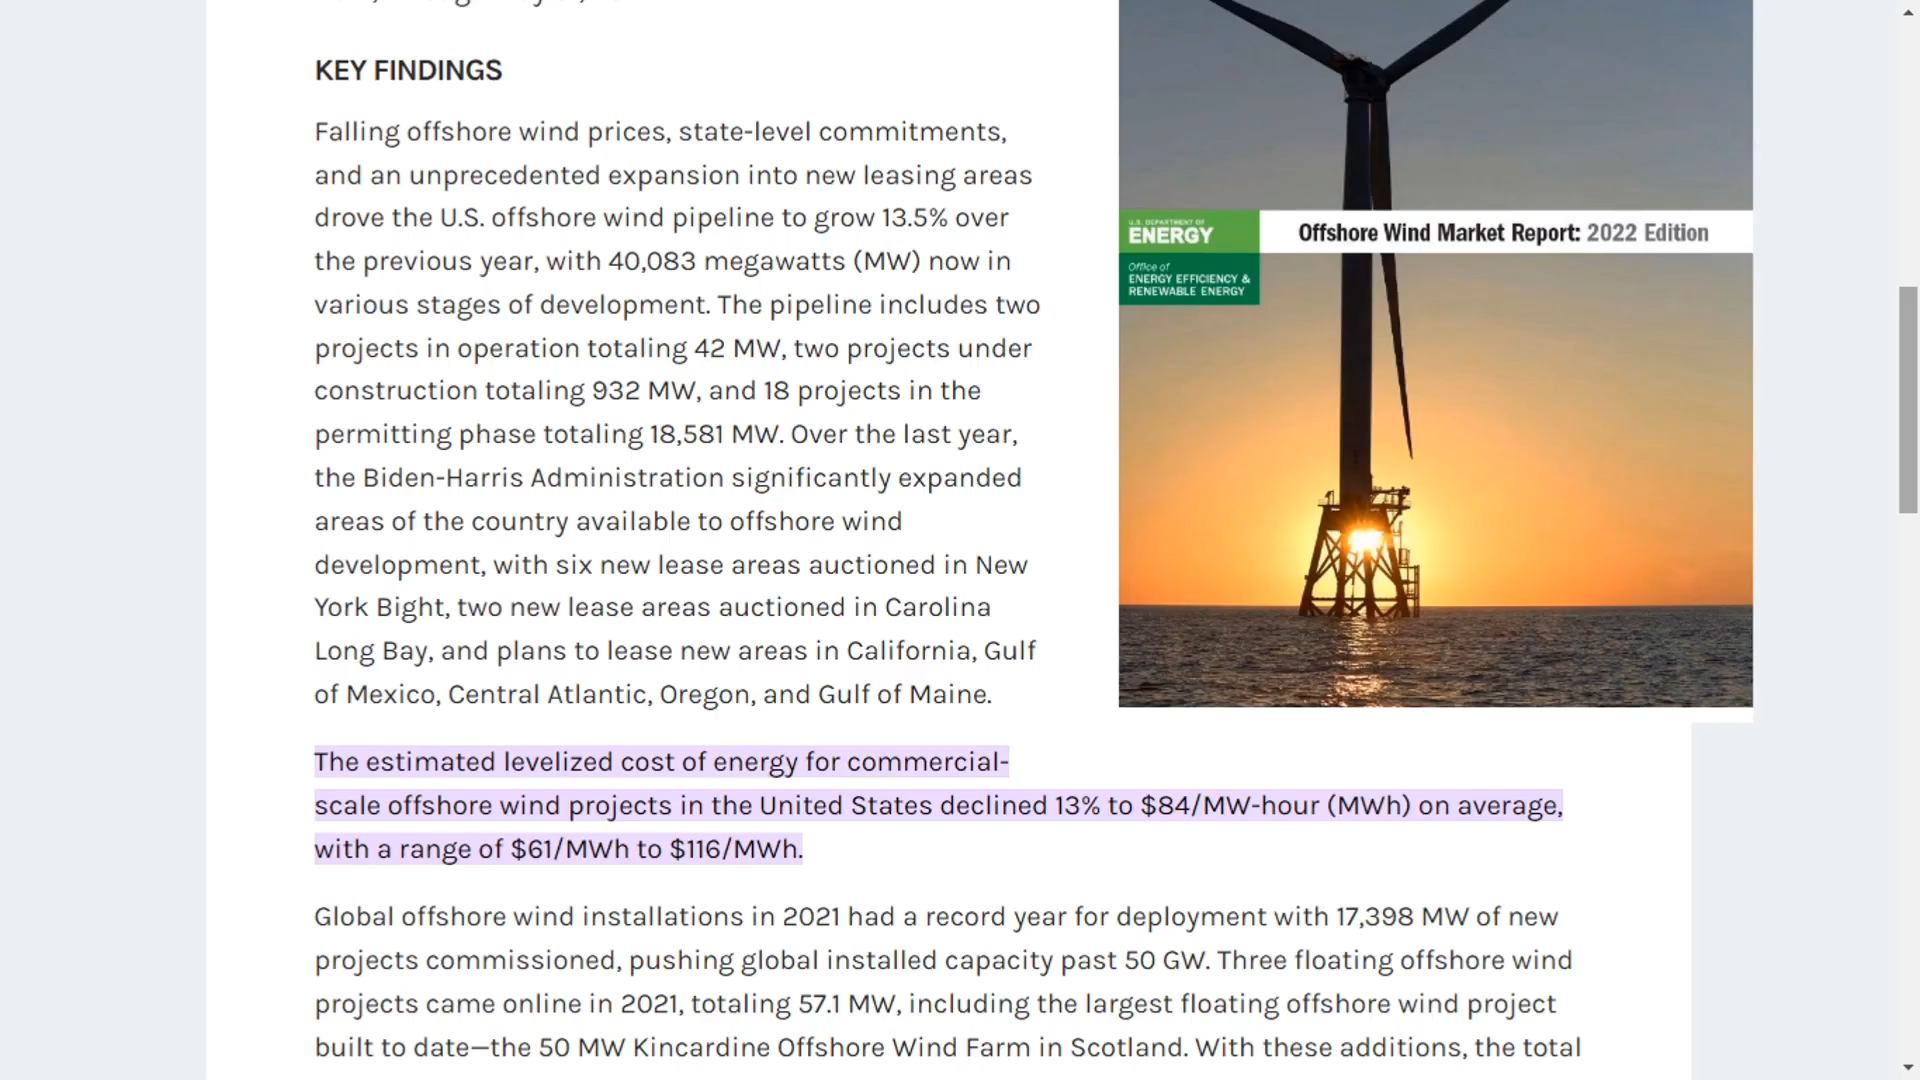 KEY FINDINGS
Falling offshore wind prices, state-level commitments,
and an unprecedented expansion into new leasing areas
drove the U.S. offshore wind pipeline to grow 13.5% over
the previous year, with 40,083 megawatts (MW) now in
various stages of development. The pipeline includes two
projects in operation totaling 42 MW, two projects under
construction totaling 932 MW, and 18 projects in the
permitting phase totaling 18,581 MW. Over the last year,
the Biden-Harris Administration significantly expanded
areas of the country available to offshore wind
development, with six new lease areas auctioned in New
York Bight, two new lease areas auctioned in Carolina
Long Bay, and plans to lease new areas in California, Gulf
of Mexico, Central Atlantic, Oregon, and Gulf of Maine.
U.S. DEPARTMENT OF
ENERGY
Office of
ENERGY EFFICIENCY &
RENEWABLE ENERGY
Offshore Wind Market Report: 2022 Edition
The estimated levelized cost of energy for commercial-
scale offshore wind projects in the United States declined 13% to $84/MW-hour (MWh) on average,
with a range of $61/MWh to $116/MWh.
Global offshore wind installations in 2021 had a record year for deployment with 17,398 MW of new
projects commissioned, pushing global installed capacity past 50 GW. Three floating offshore wind
projects came online in 2021, totaling 57.1 MW, including the largest floating offshore wind project
built to date—the 50 MW Kincardine Offshore Wind Farm in Scotland. With these additions, the total